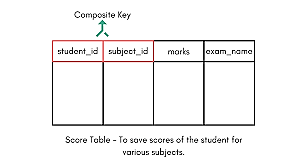 Composite Key
student_id subject_id marks exam_name
Score Table - To save scores of the student for
various subjects.